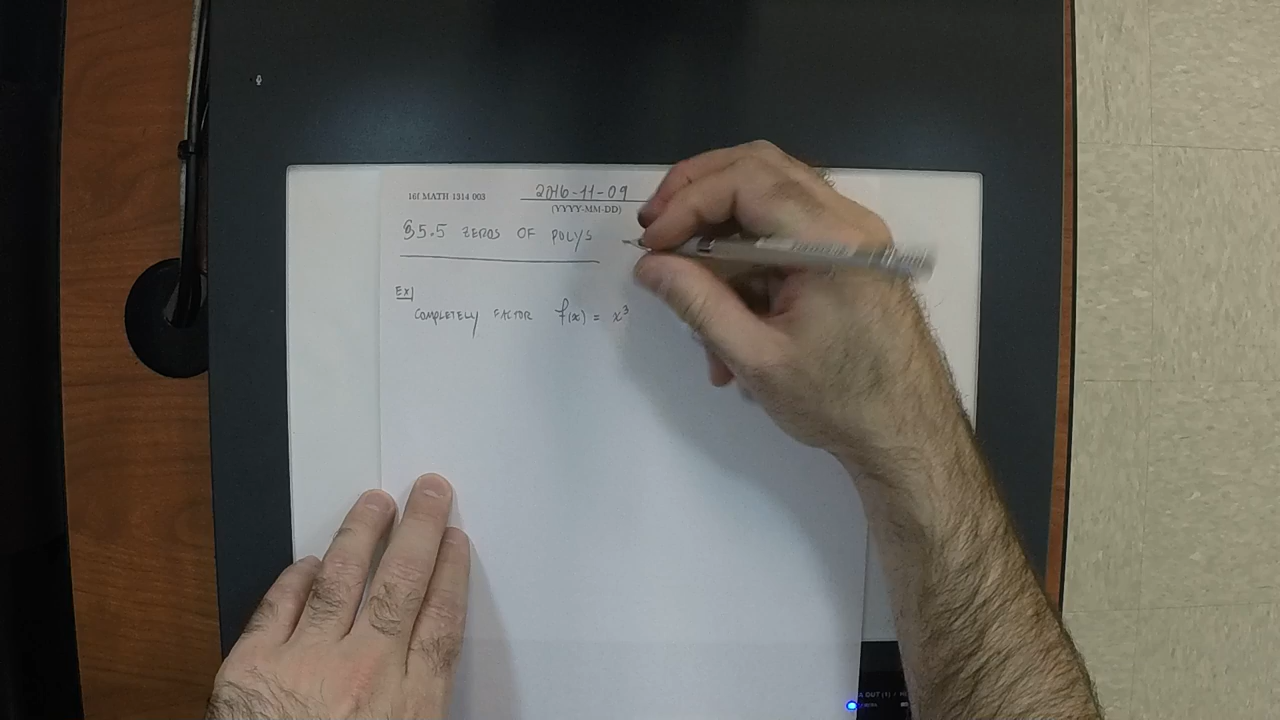 16f MATH 1314 003
2016-11-09
(YYYY-MM-DD)
§5.5 ZEROS OF POLYS
Ex)
COMPLETELY FACTOR f(x) = x³